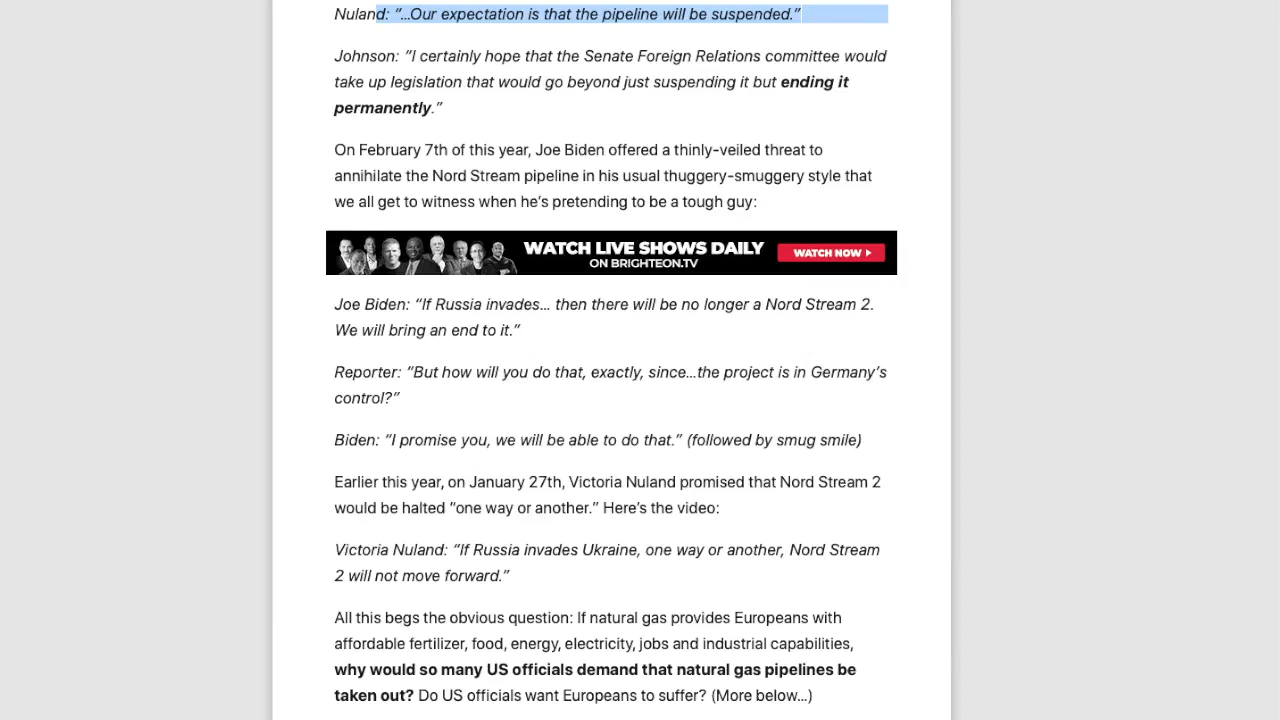 Nuland: “…Our expectation is that the pipeline will be suspended.”
Johnson: “I certainly hope that the Senate Foreign Relations committee would
take up legislation that would go beyond just suspending it but ending it
permanently.”
On February 7th of this year, Joe Biden offered a thinly-veiled threat to
annihilate the Nord Stream pipeline in his usual thuggery-smuggery style that
we all get to witness when he’s pretending to be a tough guy:
WATCH LIVE SHOWS DAILY
ON BRIGHTEON.TV
WATCH NOW
Joe Biden: “If Russia invades… then there will be no longer a Nord Stream 2.
We will bring an end to it.”
Reporter: “But how will you do that, exactly, since…the project is in Germany’s
control?”
Biden: “I promise you, we will be able to do that.” (followed by smug smile)
Earlier this year, on January 27th, Victoria Nuland promised that Nord Stream 2
would be halted “one way or another.” Here’s the video:
Victoria Nuland: “If Russia invades Ukraine, one way or another, Nord Stream
2 will not move forward.”
All this begs the obvious question: If natural gas provides Europeans with
affordable fertilizer, food, energy, electricity, jobs and industrial capabilities,
why would so many US officials demand that natural gas pipelines be
taken out? Do US officials want Europeans to suffer? (More below…)